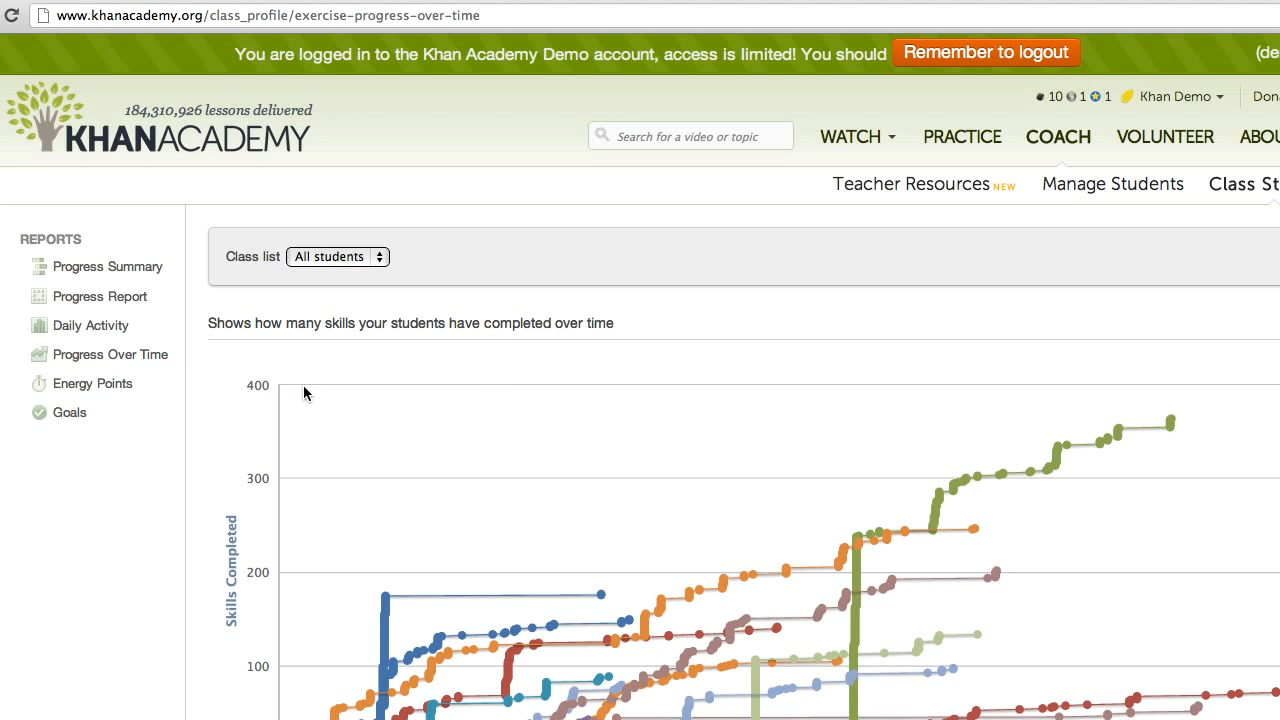 www.khanacademy.org/class_profile/exercise-progress-over-time
You are logged in to the Khan Academy Demo account, access is limited! You should Remember to logout (de
184,310,926 lessons delivered
KHANACADEMY
10 1 1 Khan Demo Don
Search for a video or topic
WATCH PRACTICE COACH VOLUNTEER ABOU
Teacher Resources NEW Manage Students Class St
REPORTS
Progress Summary
Progress Report
Daily Activity
Progress Over Time
Energy Points
Goals
Class list All students
Shows how many skills your students have completed over time
400
300
200
100
Skills Completed